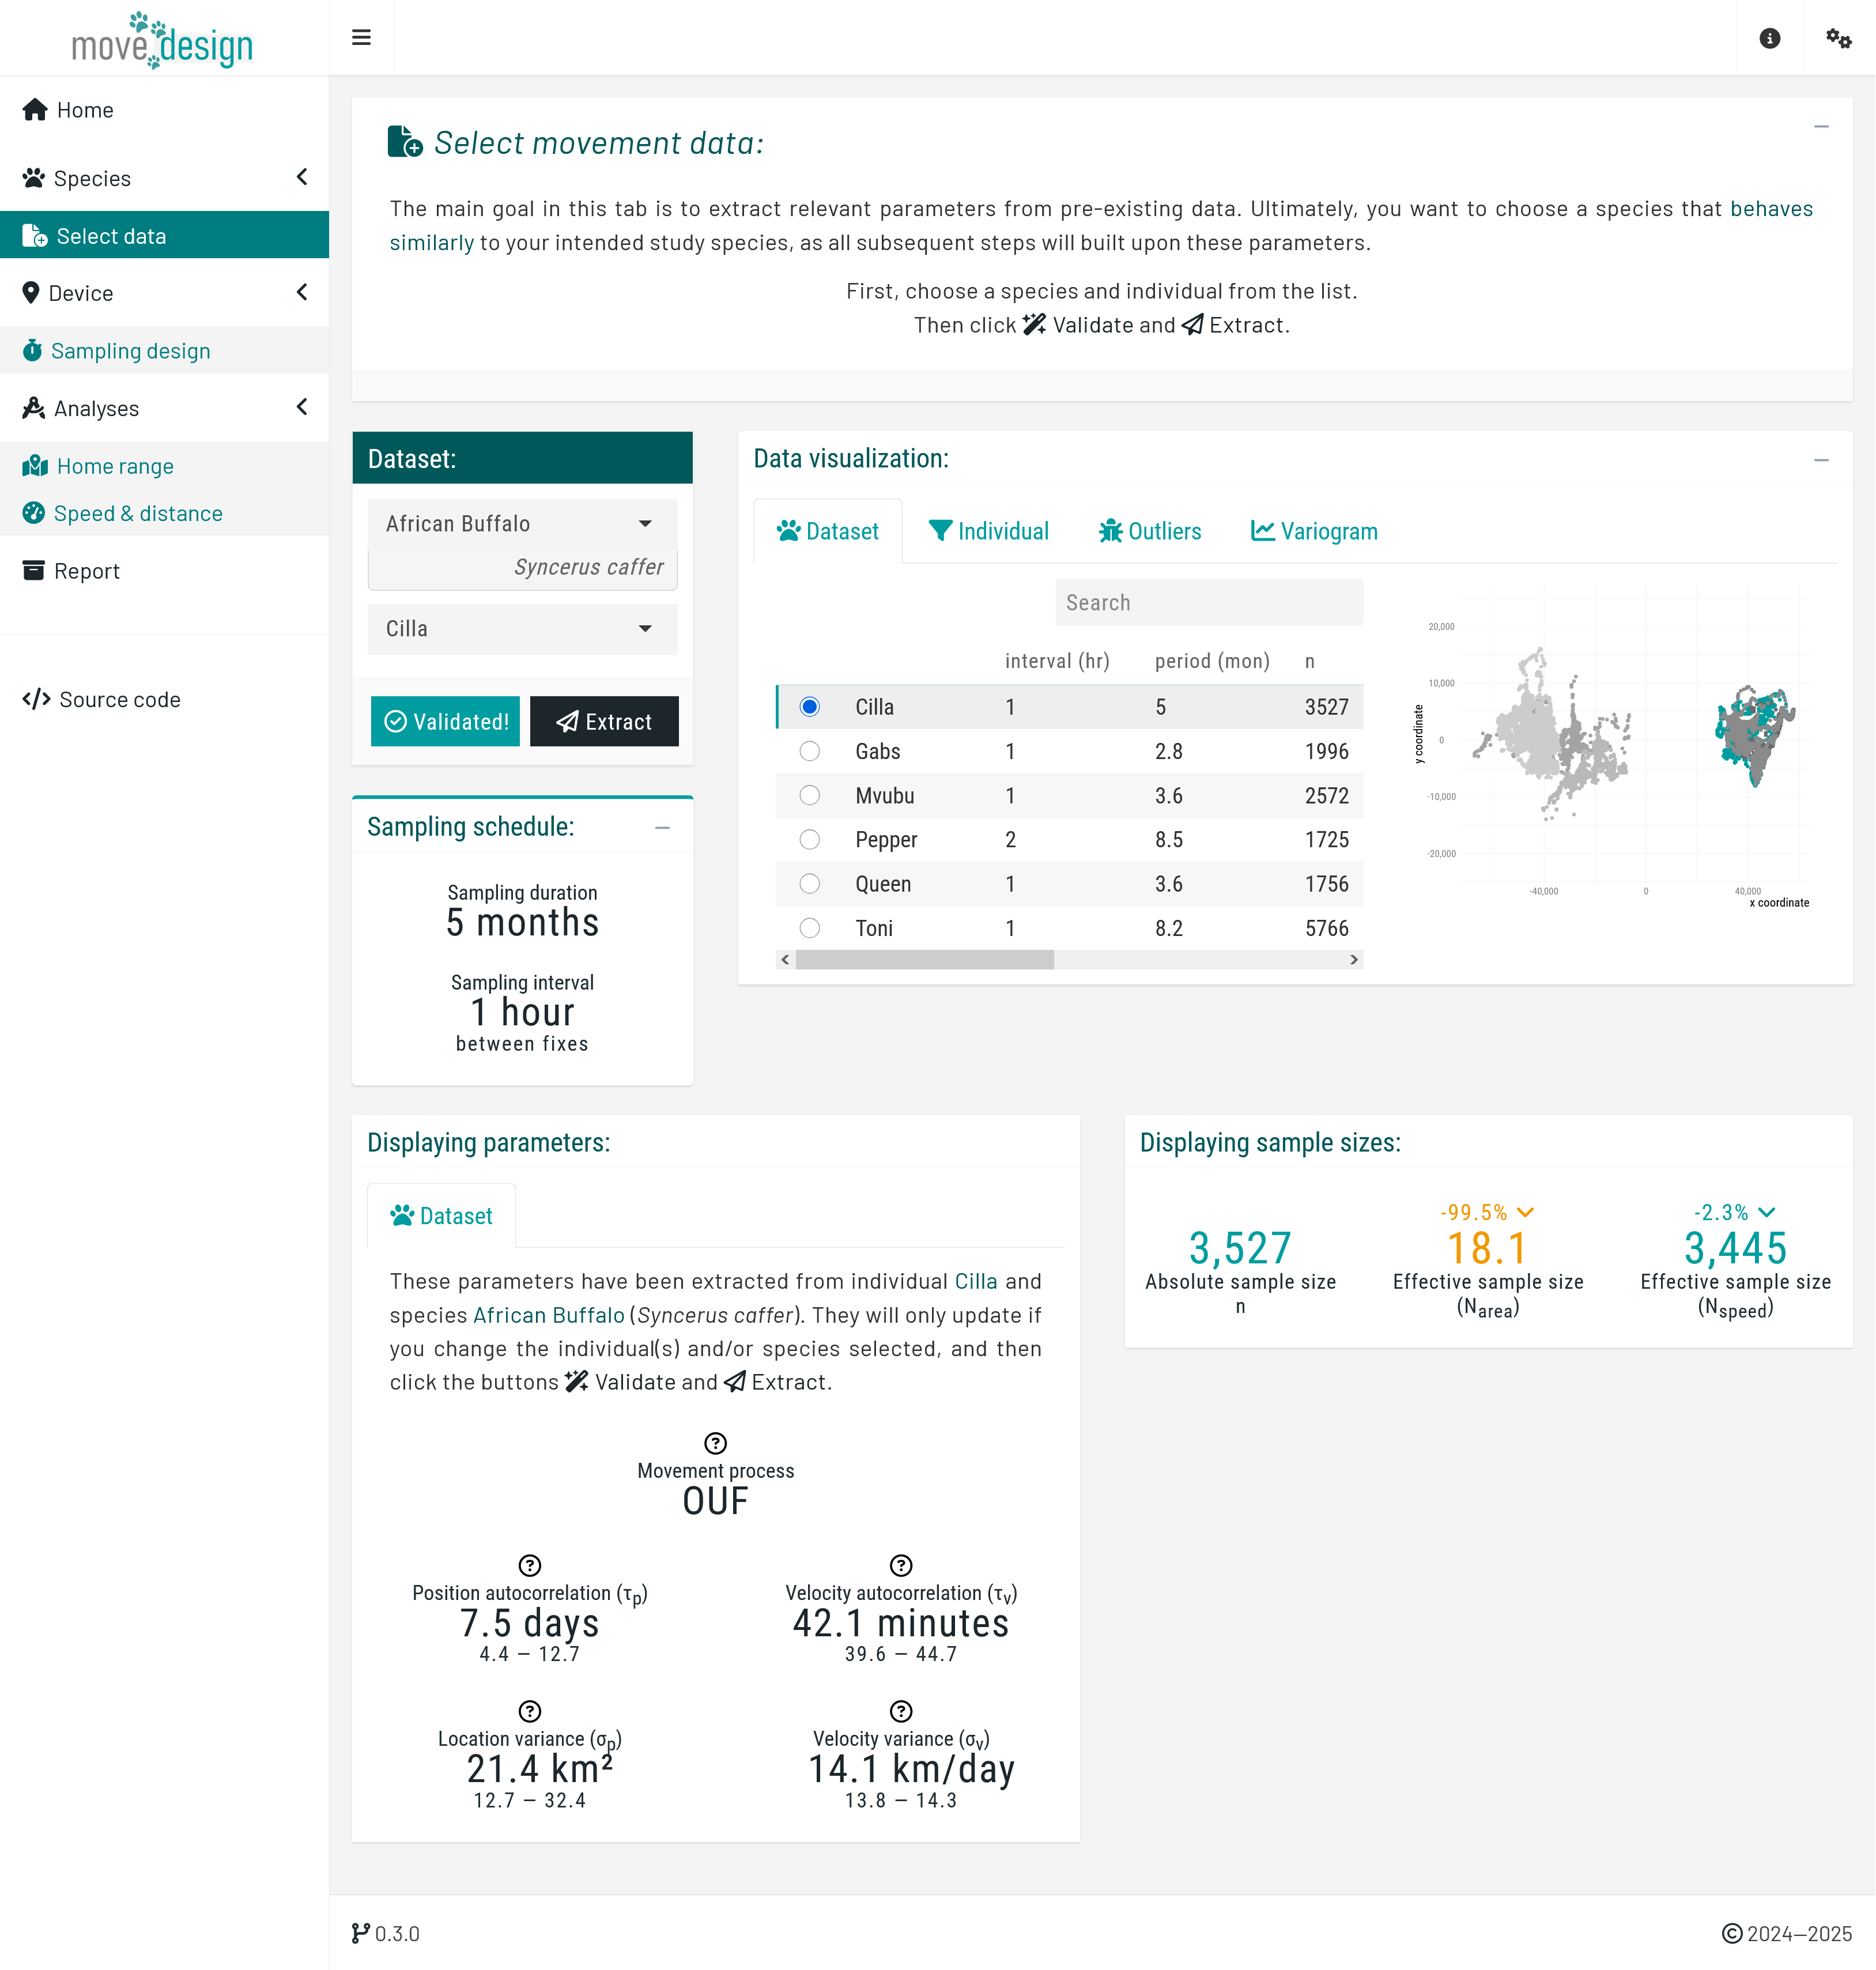 move.design
Home
Species
Select data
Device
Sampling design
Analyses
Home range
Speed & distance
Report
Source code
Select movement data:
The main goal in this tab is to extract relevant parameters from pre-existing data. Ultimately, you want to choose a species that behaves
similarly to your intended study species, as all subsequent steps will built upon these parameters.
First, choose a species and individual from the list.
Then click Validate and Extract.
Dataset:
African Buffalo
Syncerus caffer
Cilla
Validated! Extract
Sampling schedule:
Sampling duration
5 months
Sampling interval
1 hour
between fixes
Data visualization:
Dataset Individual Outliers Variogram
Search
interval (hr) period (mon) n
Cilla 1 5 3527
Gabs 1 2.8 1996
Mvubu 1 3.6 2572
Pepper 2 8.5 1725
Queen 1 3.6 1756
Toni 1 8.2 5766
20,000
10,000
0
-10,000
-20,000
y coordinate
-40,000 0 40,000
x coordinate
Displaying parameters:
Dataset
These parameters have been extracted from individual Cilla and
species African Buffalo (Syncerus caffer). They will only update if
you change the individual(s) and/or species selected, and then
click the buttons Validate and Extract.
Movement process
OUF
Position autocorrelation (τp)
7.5 days
4.4 — 12.7
Velocity autocorrelation (τv)
42.1 minutes
39.6 — 44.7
Location variance (σp)
21.4 km²
12.7 — 32.4
Velocity variance (σv)
14.1 km/day
13.8 — 14.3
Displaying sample sizes:
3,527
Absolute sample size
n
-99.5%
18.1
Effective sample size
(Narea)
-2.3%
3,445
Effective sample size
(Nspeed)
0.3.0
© 2024—2025